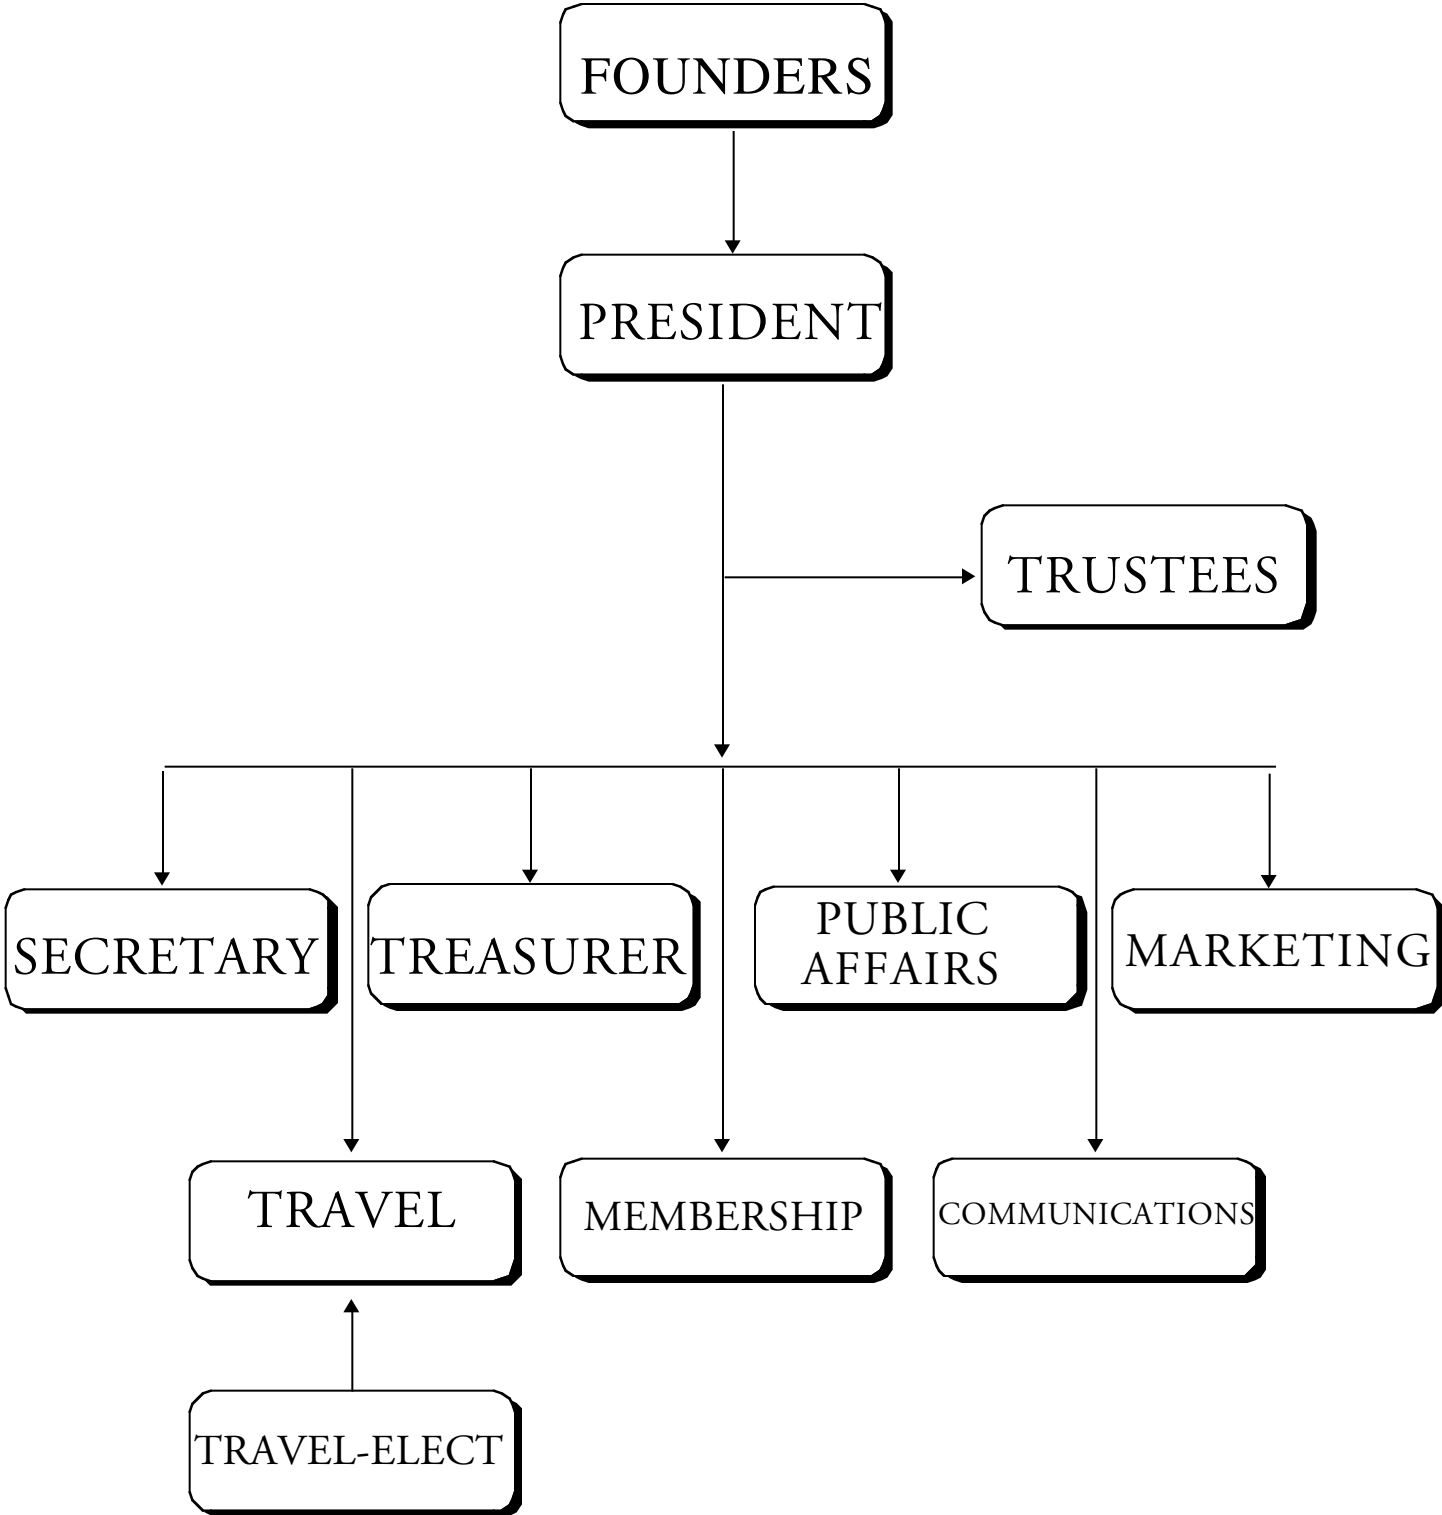 FOUNDERS
PRESIDENT
TRUSTEES
SECRETARY
TREASURER
PUBLIC
AFFAIRS
MARKETING
TRAVEL
MEMBERSHIP
COMMUNICATIONS
TRAVEL-ELECT